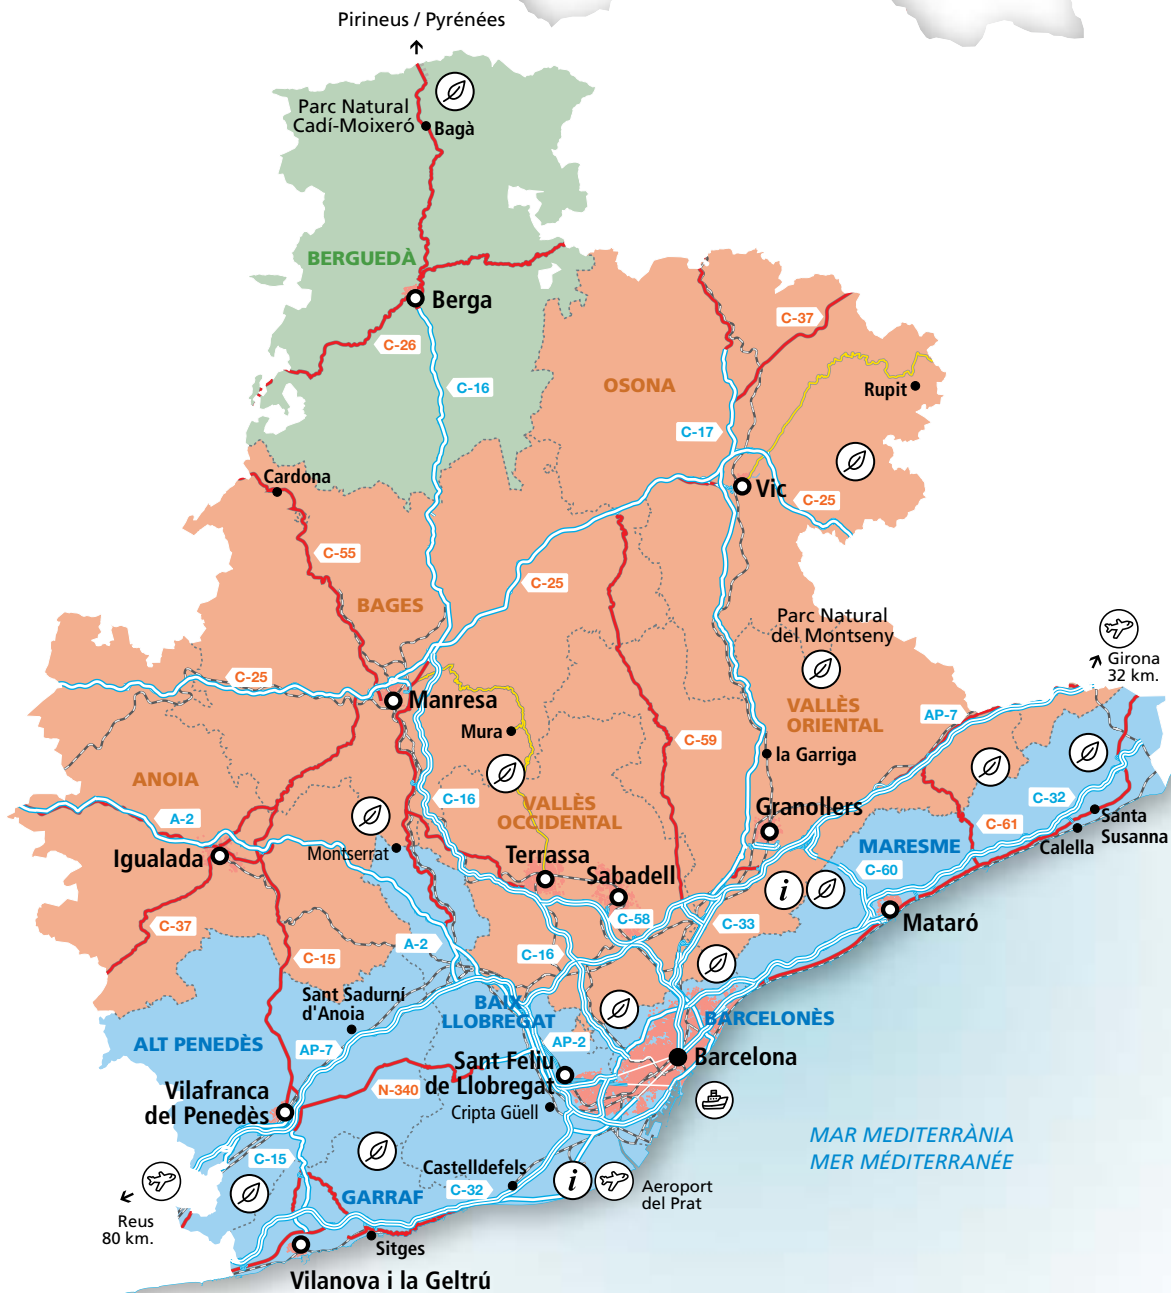 Pirineus / Pyrénées
Parc Natural
Cadí-Moixeró
Bagà
BERGUEDÀ
Berga
C-26
C-16
C-37
OSONA
Rupit
C-17
Cardona
Vic
C-25
C-55
C-25
BAGES
Parc Natural
del Montseny
Girona
32 km.
C-25
Manresa
VALLÈS
ORIENTAL
AP-7
Mura
C-59
la Garriga
ANOIA
C-16
C-32
A-2
VALLÈS
OCCIDENTAL
Granollers
C-61
Santa
Susanna
Calella
MARESME
Igualada
Montserrat
Terrassa
Sabadell
C-60
i
C-37
C-58
C-33
Mataró
A-2
C-16
C-15
Sant Sadurní
d'Anoia
BAIX
LLOBREGAT
BARCELONÈS
ALT PENEDÈS
AP-7
AP-2
Barcelona
Sant Feliu
de Llobregat
Vilafranca
del Penedès
N-340
Cripta Güell
MAR MEDITERRÀNIA
MER MÉDITERRANÉE
C-15
Castelldefels
C-32
i
Aeroport
del Prat
GARRAF
Reus
80 km.
Sitges
Vilanova i la Geltrú